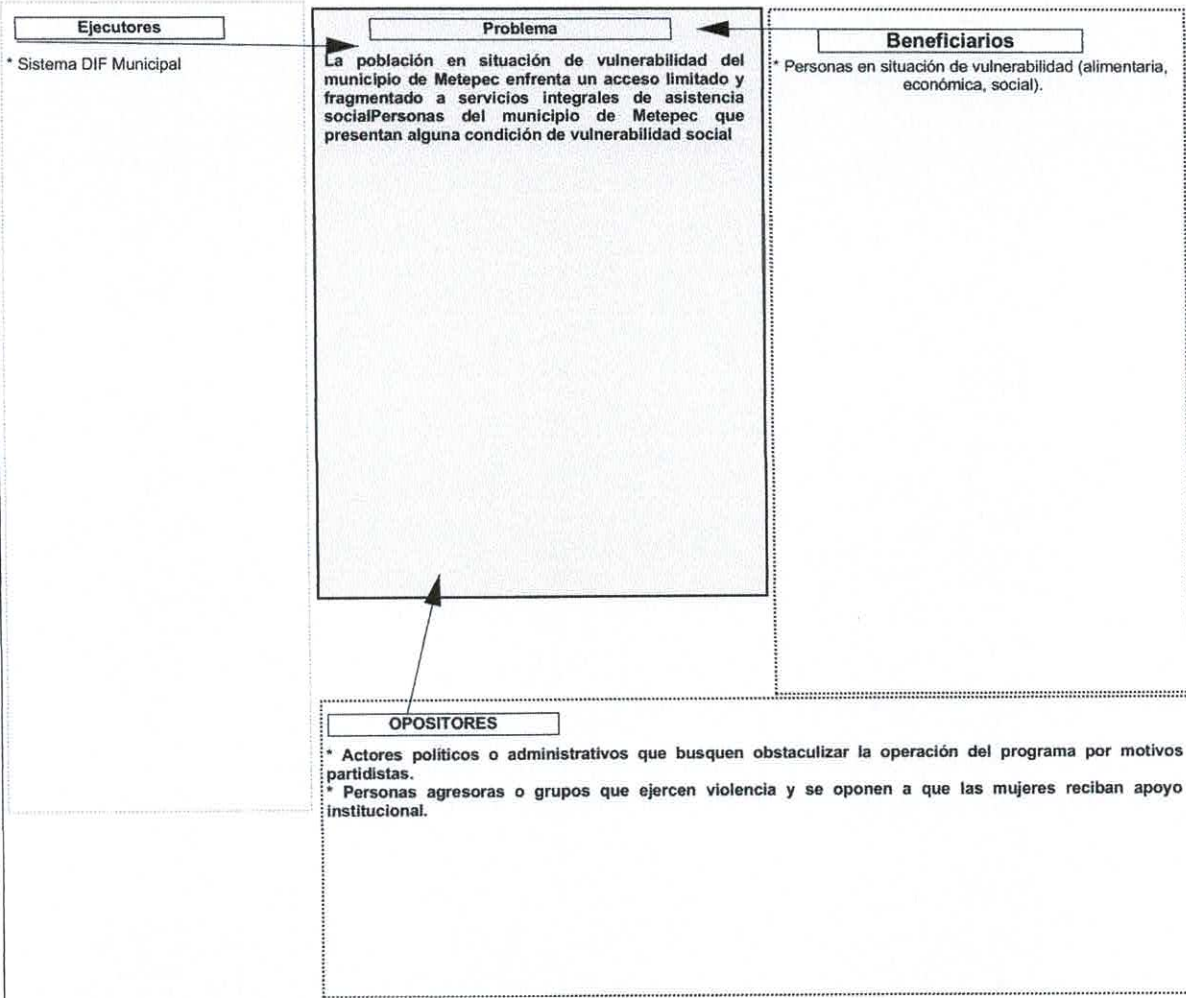 Ejecutores
* Sistema DIF Municipal
Problema
La población en situación de vulnerabilidad del
municipio de Metepec enfrenta un acceso limitado y
fragmentado a servicios integrales de asistencia
socialPersonas del municipio de Metepec que
presentan alguna condición de vulnerabilidad social
Beneficiarios
* Personas en situación de vulnerabilidad (alimentaria,
económica, social).
OPOSITORES
* Actores políticos o administrativos que busquen obstaculizar la operación del programa por motivos
partidistas.
* Personas agresoras o grupos que ejercen violencia y se oponen a que las mujeres reciban apoyo
institucional.